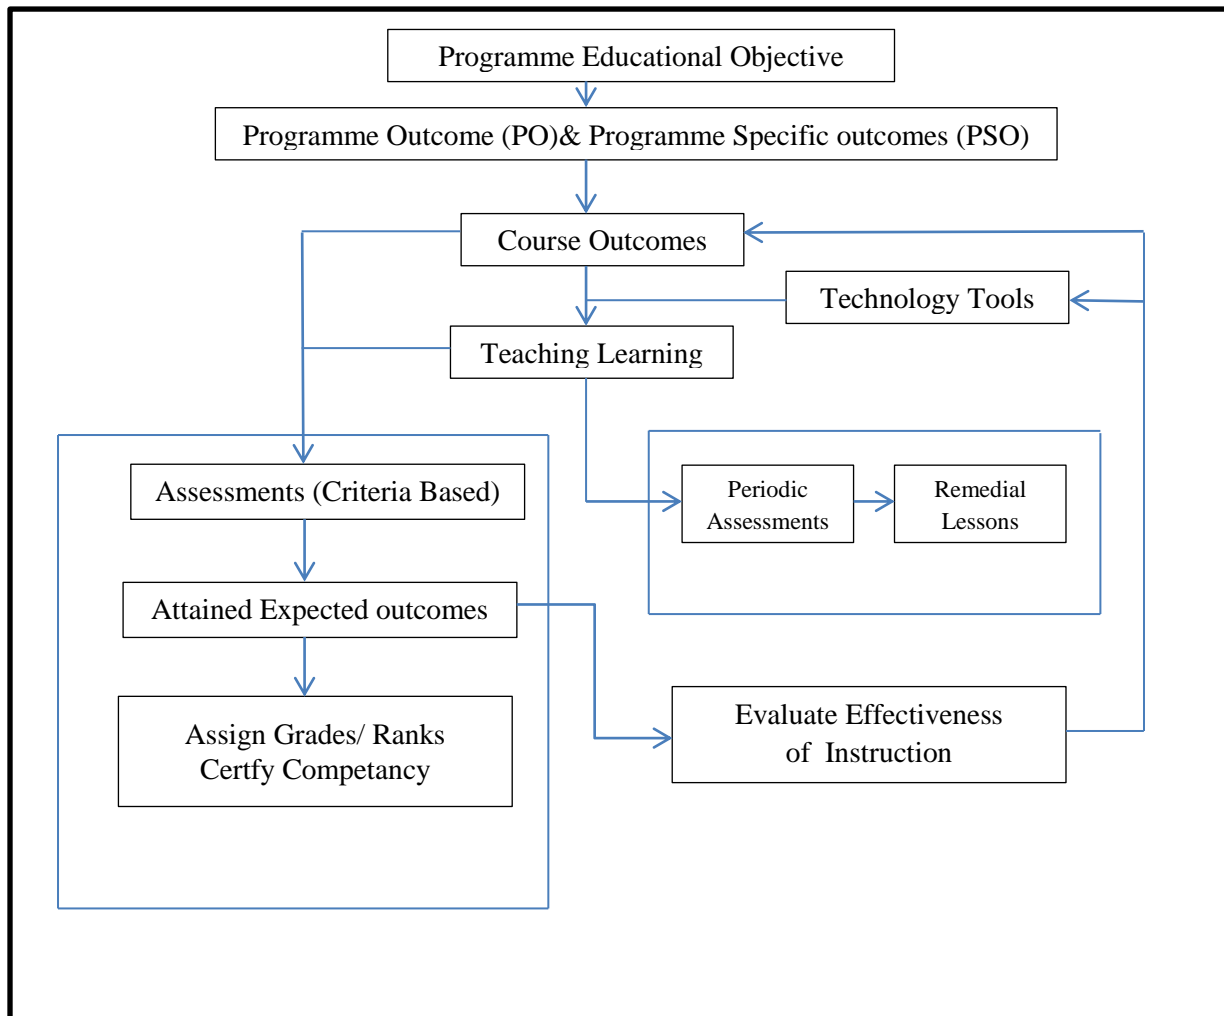 Programme Educational Objective
Programme Outcome (PO)& Programme Specific outcomes (PSO)
Course Outcomes
Technology Tools
Teaching Learning
Assessments (Criteria Based)
Periodic
Assessments
Remedial
Lessons
Attained Expected outcomes
Assign Grades/ Ranks
Certfy Competancy
Evaluate Effectiveness
of Instruction